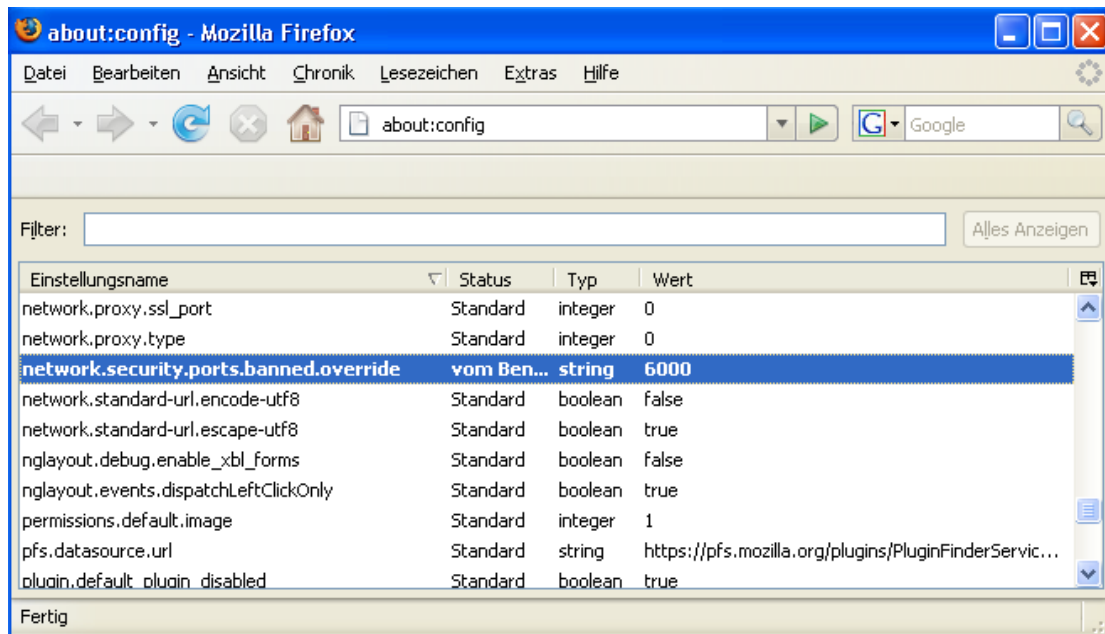 about:config - Mozilla Firefox
Datei Bearbeiten Ansicht Chronik Lesezeichen Extras Hilfe
about:config G Google
Filter: Alles Anzeigen
Einstellungsname Status Typ Wert
network.proxy.ssl_port Standard integer 0
network.proxy.type Standard integer 0
network.security.ports.banned.override vom Ben... string 6000
network.standard-url.encode-utf8 Standard boolean false
network.standard-url.escape-utf8 Standard boolean true
nglayout.debug.enable_xbl_forms Standard boolean false
nglayout.events.dispatchLeftClickOnly Standard boolean true
permissions.default.image Standard integer 1
pfs.datasource.url Standard string https://pfs.mozilla.org/plugins/PluginFinderServic...
plugin.default_plugin_disabled Standard boolean true
Fertig